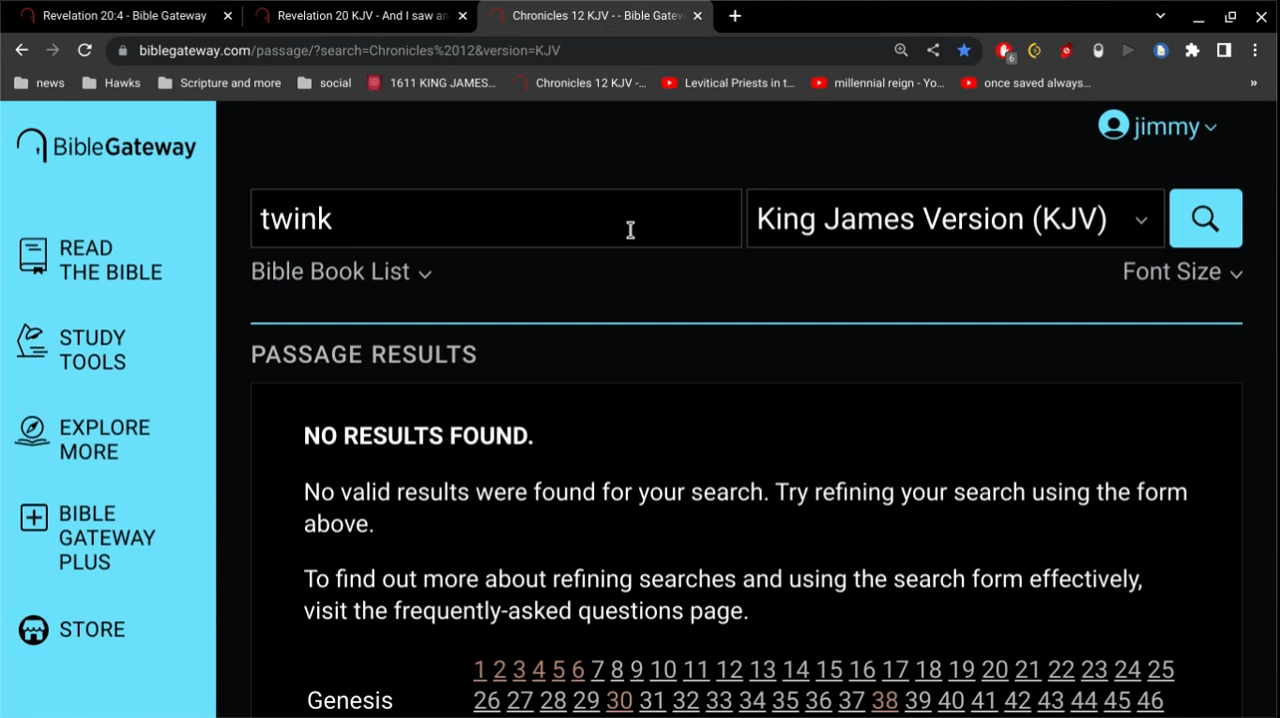 Revelation 20:4 - Bible Gateway
Revelation 20 KJV - And I saw an
Chronicles 12 KJV - - Bible Gatew
biblegateway.com/passage/?search=Chronicles%2012&version=KJV
6
news
Hawks
Scripture and more
social
1611 KING JAMES...
Chronicles 12 KJV -...
Levitical Priests in t...
millennial reign - Yo...
once saved always...
»
BibleGateway
jimmy
twink
King James Version (KJV)
Bible Book List
Font Size
READ
THE BIBLE
STUDY
TOOLS
EXPLORE
MORE
BIBLE
GATEWAY
PLUS
STORE
PASSAGE RESULTS
NO RESULTS FOUND.
No valid results were found for your search. Try refining your search using the form
above.
To find out more about refining searches and using the search form effectively,
visit the frequently-asked questions page.
Genesis
1 2 3 4 5 6 7 8 9 10 11 12 13 14 15 16 17 18 19 20 21 22 23 24 25
26 27 28 29 30 31 32 33 34 35 36 37 38 39 40 41 42 43 44 45 46